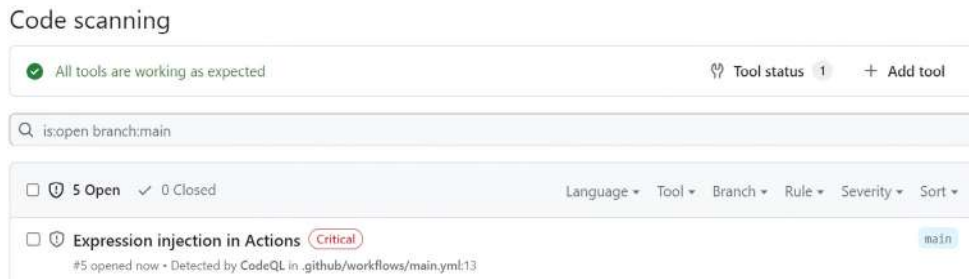 Code scanning
All tools are working as expected
Tool status 1
+ Add tool
is:open branch:main
5 Open
0 Closed
Language
Tool
Branch
Rule
Severity
Sort
Expression injection in Actions Critical
main
#5 opened now • Detected by CodeQL in .github/workflows/main.yml:13